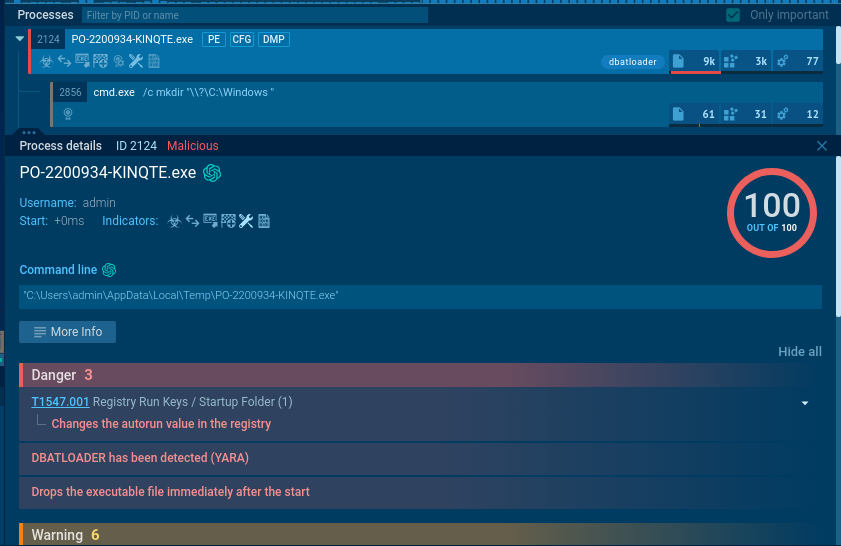 Processes Filter by PID or name Only important
2124 PO-2200934-KINQTE.exe PE CFG DMP
dbatloader 9k 3k 77
2856 cmd.exe /c mkdir "\\?\C:\Windows "
61 31 12
Process details ID 2124 Malicious
PO-2200934-KINQTE.exe
Username: admin
Start: +0ms Indicators:
100
OUT OF 100
Command line
"C:\Users\admin\AppData\Local\Temp\PO-2200934-KINQTE.exe"
More Info
Hide all
Danger 3
T1547.001 Registry Run Keys / Startup Folder (1)
Changes the autorun value in the registry
DBATLOADER has been detected (YARA)
Drops the executable file immediately after the start
Warning 6